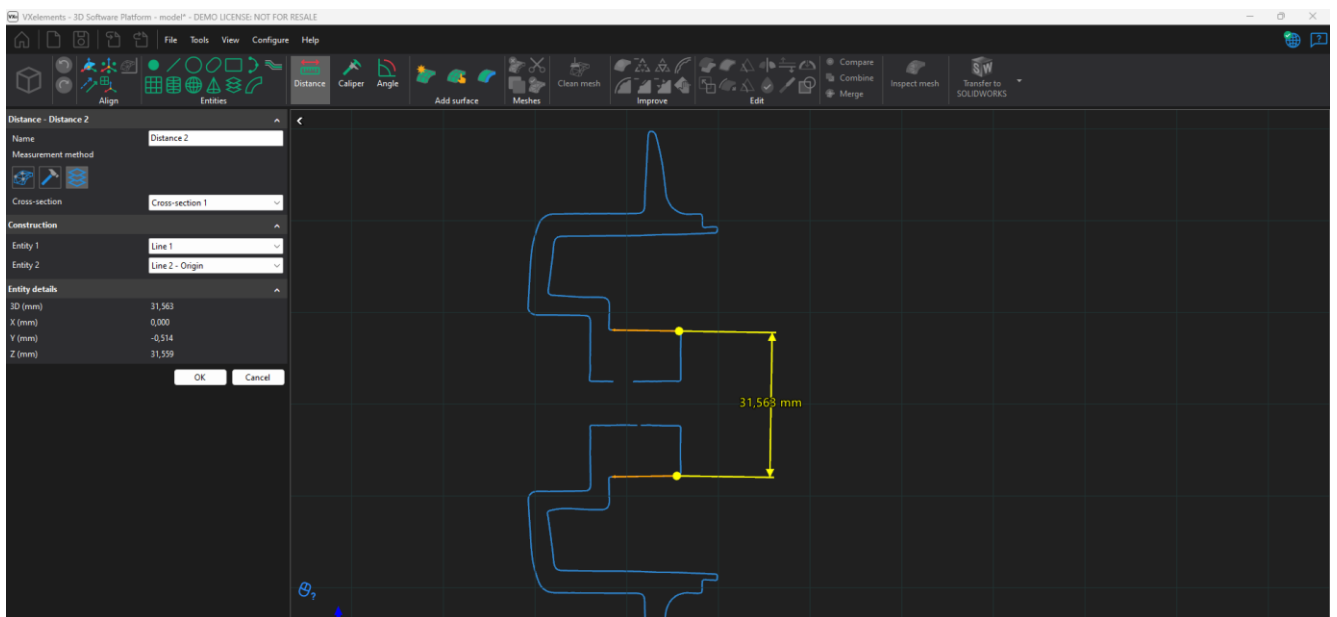 VXelements - 3D Software Platform - model* - DEMO LICENSE: NOT FOR RESALE
File Tools View Configure Help
Align
Entities
Distance
Caliper
Angle
Add surface
Meshes
Clean mesh
Improve
Edit
Compare
Combine
Merge
Inspect mesh
Transfer to
SOLIDWORKS
Distance - Distance 2
Name Distance 2
Measurement method
Cross-section Cross-section 1
Construction
Entity 1 Line 1
Entity 2 Line 2 - Origin
Entity details
3D (mm) 31,563
X (mm) 0,000
Y (mm) -0,514
Z (mm) 31,559
OK Cancel
31,563 mm